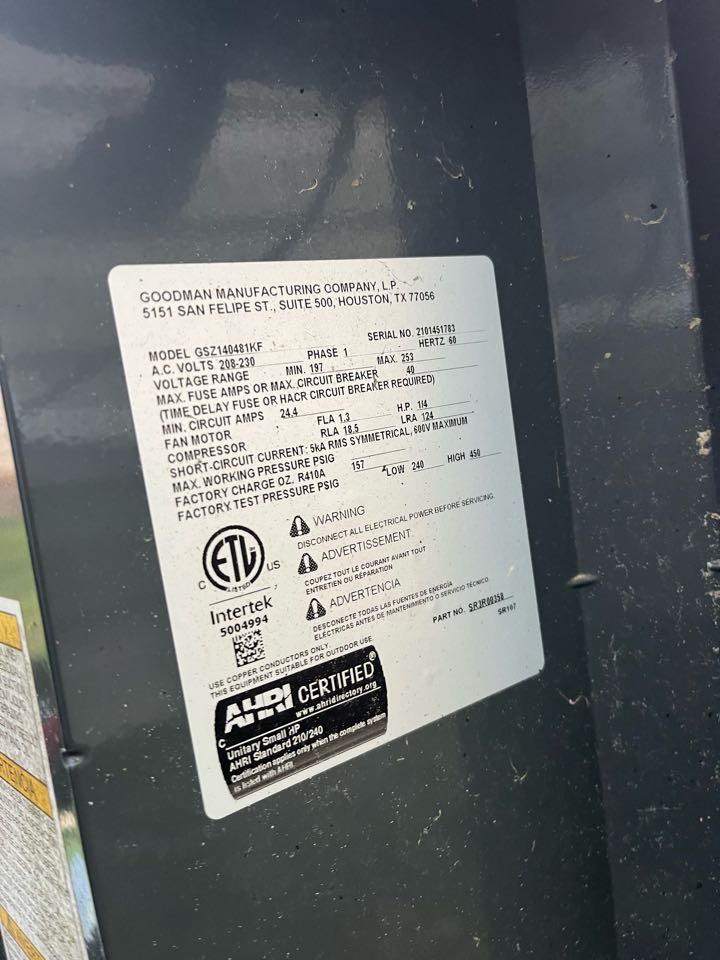 GOODMAN MANUFACTURING COMPANY, L.P.
5151 SAN FELIPE ST., SUITE 500, HOUSTON, TX 77056
MODEL GSZ140481KF SERIAL NO. 2101451783
A.C. VOLTS 208-230 PHASE 1 HERTZ 60
VOLTAGE RANGE MIN. 197 MAX. 253
MAX. FUSE AMPS OR MAX. CIRCUIT BREAKER 40
(TIME DELAY FUSE OR HACR CIRCUIT BREAKER REQUIRED)
MIN. CIRCUIT AMPS 24.4
FAN MOTOR FLA 1.3 H.P. 1/4
COMPRESSOR RLA 18.5 LRA 124
SHORT-CIRCUIT CURRENT: 5kA RMS SYMMETRICAL, 600V MAXIMUM
MAX. WORKING PRESSURE PSIG LOW 240 HIGH 450
FACTORY CHARGE OZ. R410A 157
FACTORY TEST PRESSURE PSIG
WARNING
DISCONNECT ALL ELECTRICAL POWER BEFORE SERVICING.
ADVERTISSEMENT
COUPEZ TOUT LE COURANT AVANT TOUT
ENTRETIEN OU RÉPARATION
ADVERTENCIA
DESCONECTE TODAS LAS FUENTES DE ENERGÍA
ELÉCTRICAS ANTES DE MANTENIMIENTO O SERVICIO TÉCNICO.
ETL
LISTED
C US
Intertek
5004994
PART NO. SR2R00350
SR107
USE COPPER CONDUCTORS ONLY.
THIS EQUIPMENT SUITABLE FOR OUTDOOR USE.
AHRI CERTIFIED®
www.ahridirectory.org
C
Unitary Small HP
AHRI Standard 210/240
Certification applies only when the complete system
is listed with AHRI.